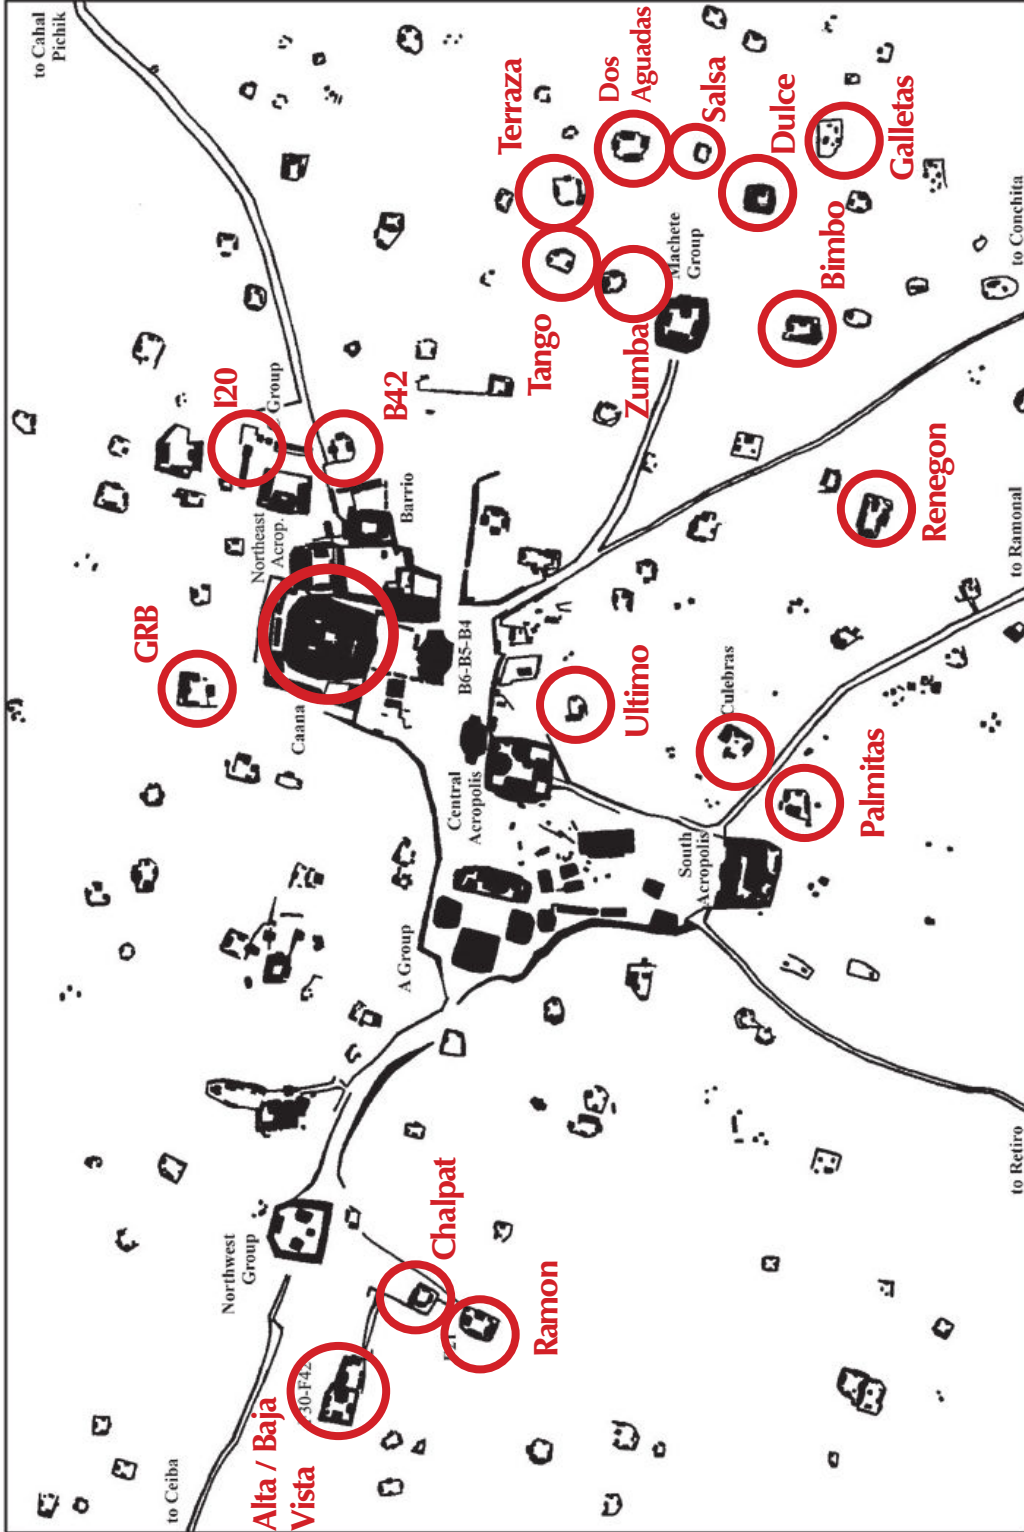 to Cahal
Pichik
GRB
I20
Northeast
Acrop.
Group
Caana
B42
Barrio
Northwest
Group
to Ceiba
Alta / Baja
Vista
F30-F42
A Group
Chalpat
Ramon
Central
Acropolis
B6-B5-B4
Terraza
Tango
Dos
Aguadas
Zumba
Machete
Group
Salsa
Ultimo
Culebras
South
Acropolis
Dulce
Bimbo
Galletas
Palmitas
Renegon
to Retiro
to Ramonal
to Conchita